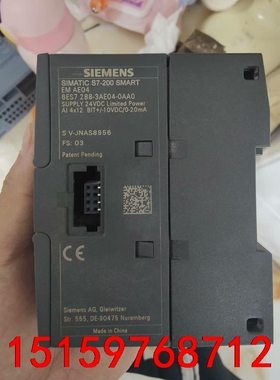 SIEMENS
SIMATIC S7-200 SMART
EM AE04
6ES7 288-3AE04-0AA0
SUPPLY 24VDC Limited Power
AI 4x12 BIT+/-10VDC/0-20mA
S V-JNAS8956
FS: 03
Patent Pending
CE
Siemens AG, Gleiwitzer
Str. 555, DE-90475 Nuremberg
Made in China
15159768712